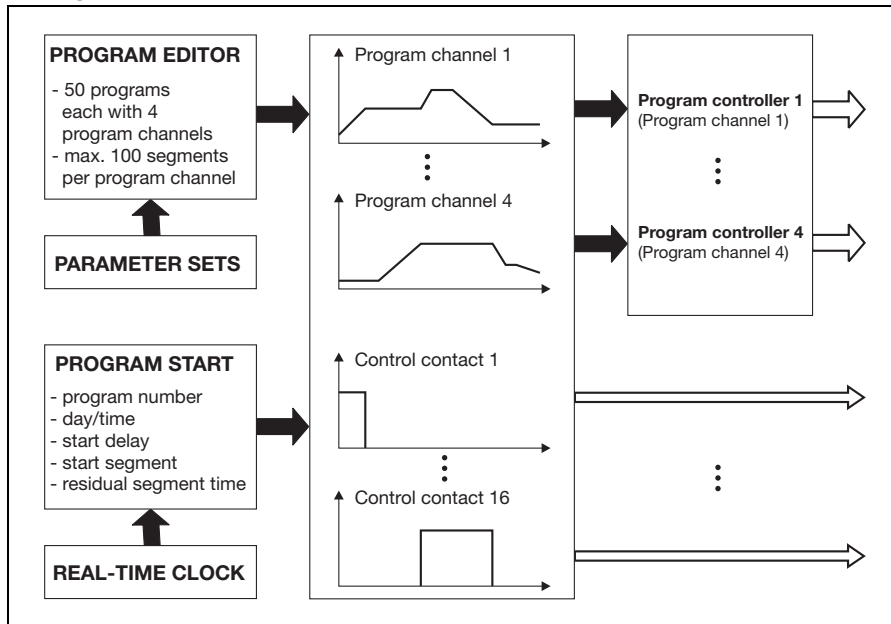 PROGRAM EDITOR
- 50 programs
each with 4
program channels
- max. 100 segments
per program channel
PARAMETER SETS
PROGRAM START
- program number
- day/time
- start delay
- start segment
- residual segment time
REAL-TIME CLOCK
Program channel 1
Program channel 4
Control contact 1
Control contact 16
Program controller 1
(Program channel 1)
Program controller 4
(Program channel 4)